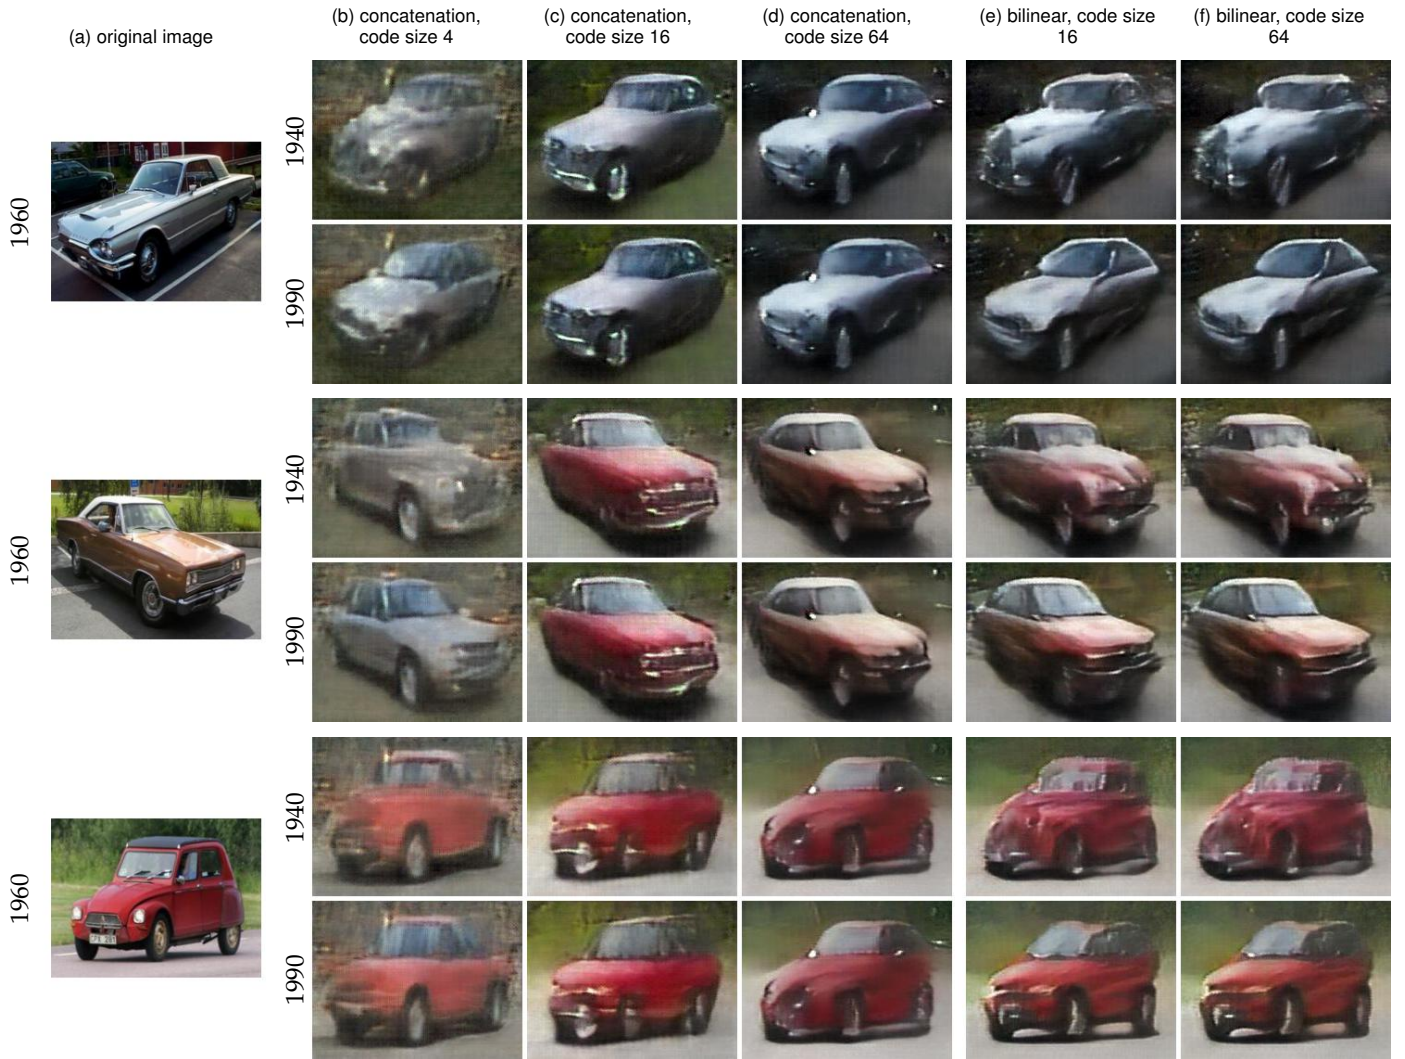 (a) original image
(b) concatenation,
code size 4
(c) concatenation,
code size 16
(d) concatenation,
code size 64
(e) bilinear, code size
16
(f) bilinear, code size
64
1960
1940
1990
1960
1940
1990
1960
1940
1990